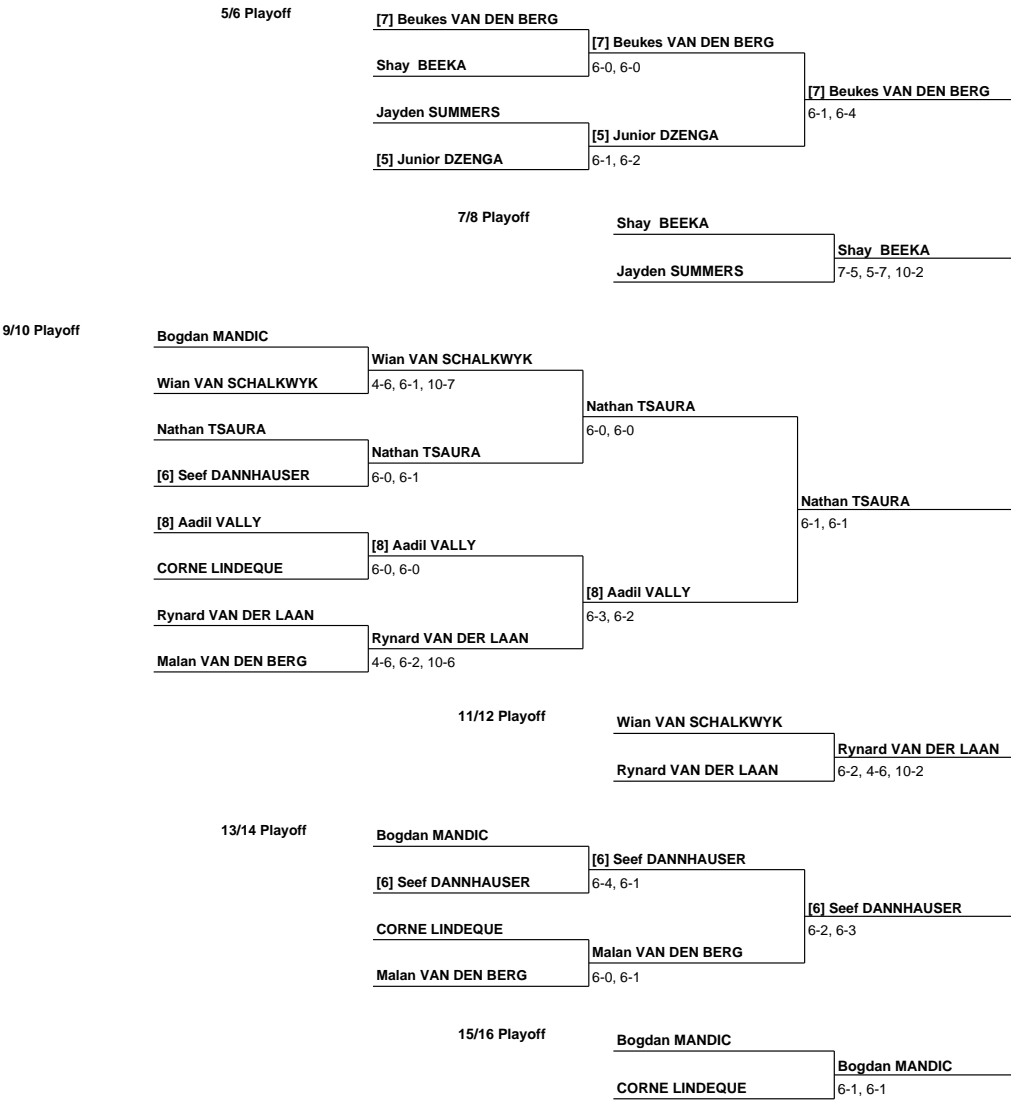 5/6 Playoff
[7] Beukes VAN DEN BERG
[7] Beukes VAN DEN BERG
Shay  BEEKA
6-0, 6-0
[7] Beukes VAN DEN BERG
Jayden SUMMERS
6-1, 6-4
[5] Junior DZENGA
[5] Junior DZENGA
6-1, 6-2
7/8 Playoff
Shay  BEEKA
Shay  BEEKA
Jayden SUMMERS
7-5, 5-7, 10-2
9/10 Playoff
Bogdan MANDIC
Wian VAN SCHALKWYK
Wian VAN SCHALKWYK
4-6, 6-1, 10-7
Nathan TSAURA
Nathan TSAURA
6-0, 6-0
Nathan TSAURA
[6] Seef DANNHAUSER
6-0, 6-1
Nathan TSAURA
[8] Aadil VALLY
6-1, 6-1
[8] Aadil VALLY
CORNE LINDEQUE
6-0, 6-0
[8] Aadil VALLY
Rynard VAN DER LAAN
6-3, 6-2
Rynard VAN DER LAAN
Malan VAN DEN BERG
4-6, 6-2, 10-6
11/12 Playoff
Wian VAN SCHALKWYK
Rynard VAN DER LAAN
Rynard VAN DER LAAN
6-2, 4-6, 10-2
13/14 Playoff
Bogdan MANDIC
[6] Seef DANNHAUSER
[6] Seef DANNHAUSER
6-4, 6-1
[6] Seef DANNHAUSER
CORNE LINDEQUE
6-2, 6-3
Malan VAN DEN BERG
Malan VAN DEN BERG
6-0, 6-1
15/16 Playoff
Bogdan MANDIC
Bogdan MANDIC
CORNE LINDEQUE
6-1, 6-1